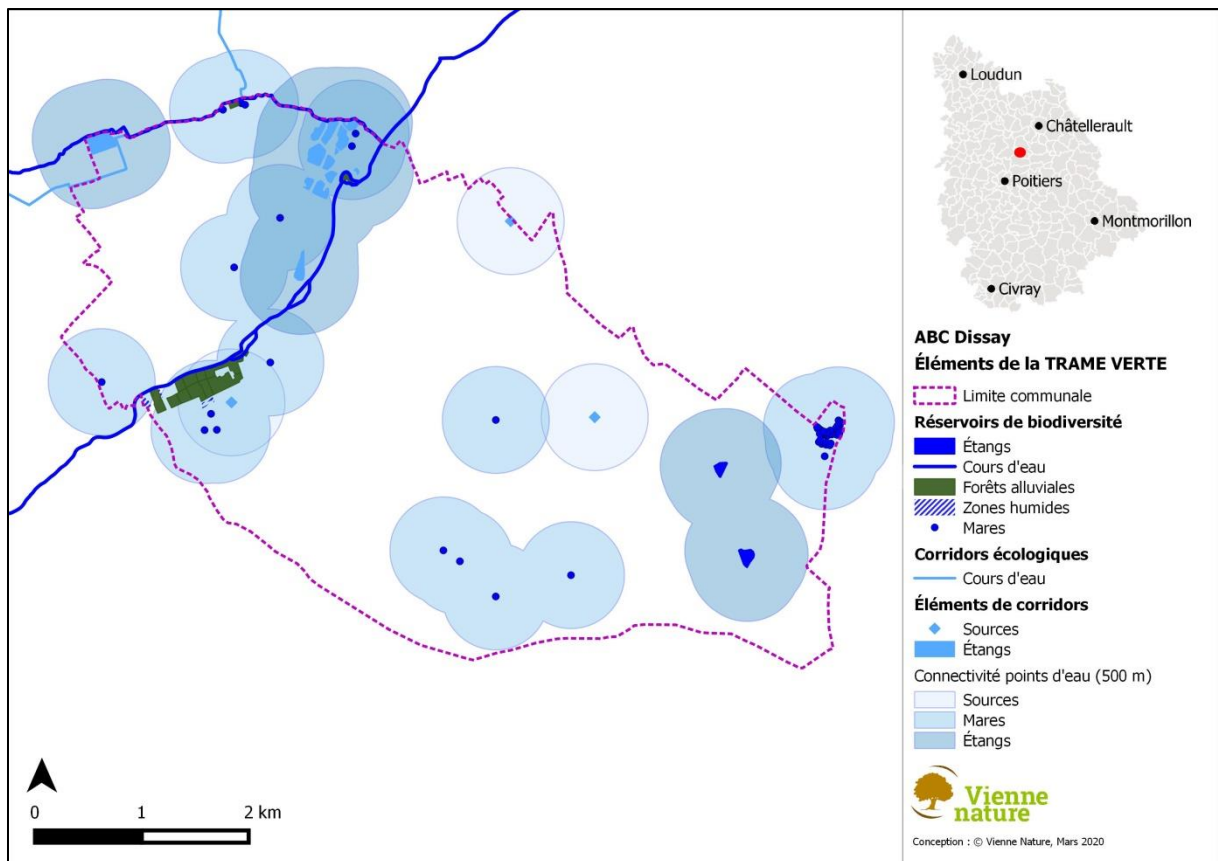 Loudun
Châtellerault
Poitiers
Montmorillon
Civray
ABC Dissay
Éléments de la TRAME VERTE
Limite communale
Réservoirs de biodiversité
Étangs
Cours d'eau
Forêts alluviales
Zones humides
Mares
Corridors écologiques
Cours d'eau
Éléments de corridors
Sources
Étangs
Connectivité points d'eau (500 m)
Sources
Mares
Étangs
Vienne
nature
Conception : © Vienne Nature, Mars 2020
0 1 2 km